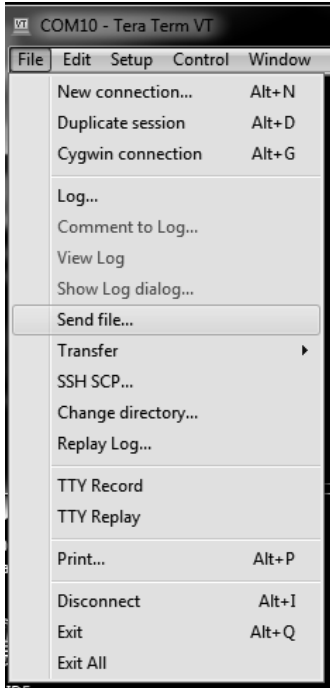 COM10 - Tera Term VT
File Edit Setup Control Window
New connection... Alt+N
Duplicate session Alt+D
Cygwin connection Alt+G
Log...
Comment to Log...
View Log
Show Log dialog...
Send file...
Transfer
SSH SCP...
Change directory...
Replay Log...
TTY Record
TTY Replay
Print... Alt+P
Disconnect Alt+I
Exit Alt+Q
Exit All